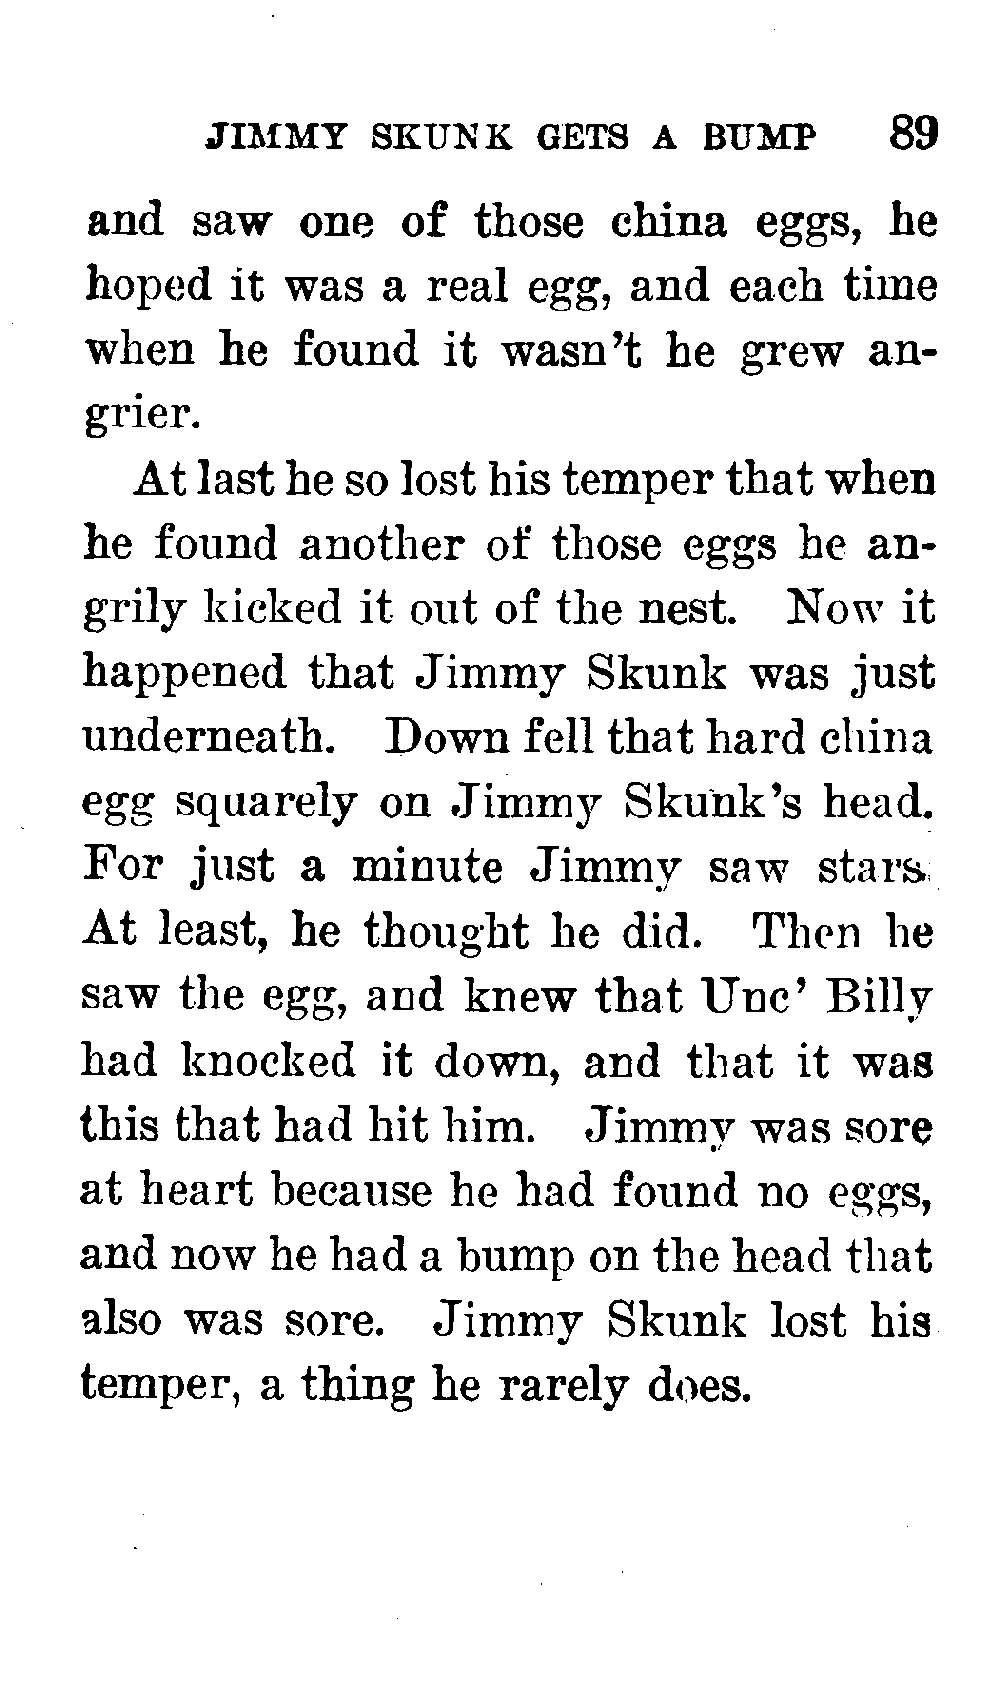 JIMMY SKUNK GETS A BUMP 89
and saw one of those china eggs, he
hoped it was a real egg, and each time
when he found it wasn't he grew an-
grier.
At last he so lost his temper that when
he found another of those eggs he an-
grily kicked it out of the nest. Now it
happened that Jimmy Skunk was just
underneath. Down fell that hard china
egg squarely on Jimmy Skunk's head.
For just a minute Jimmy saw stars.
At least, he thought he did. Then he
saw the egg, and knew that Unc' Billy
had knocked it down, and that it was
this that had hit him. Jimmy was sore
at heart because he had found no eggs,
and now he had a bump on the head that
also was sore. Jimmy Skunk lost his
temper, a thing he rarely does.